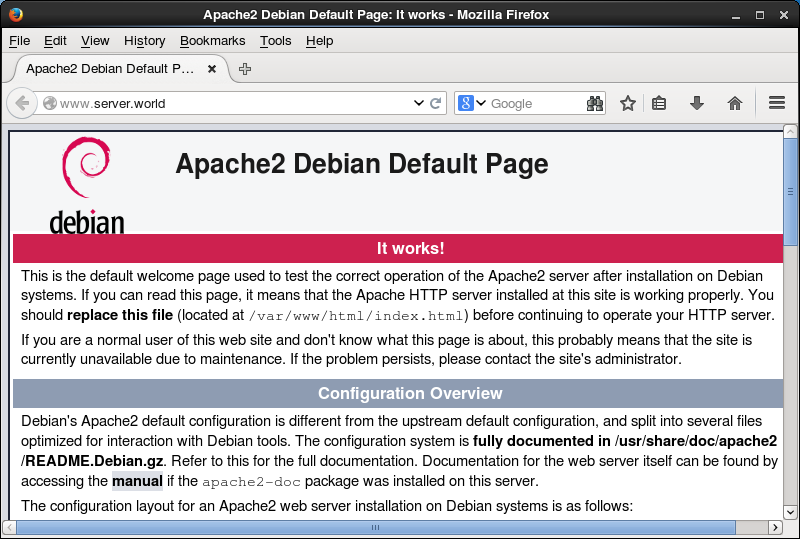 Apache2 Debian Default Page: It works - Mozilla Firefox
File Edit View History Bookmarks Tools Help
Apache2 Debian Default P...
www.server.world
8 Google
Apache2 Debian Default Page
debian
It works!
This is the default welcome page used to test the correct operation of the Apache2 server after installation on Debian
systems. If you can read this page, it means that the Apache HTTP server installed at this site is working properly. You
should replace this file (located at /var/www/html/index.html) before continuing to operate your HTTP server.
If you are a normal user of this web site and don't know what this page is about, this probably means that the site is
currently unavailable due to maintenance. If the problem persists, please contact the site's administrator.
Configuration Overview
Debian's Apache2 default configuration is different from the upstream default configuration, and split into several files
optimized for interaction with Debian tools. The configuration system is fully documented in /usr/share/doc/apache2
/README.Debian.gz. Refer to this for the full documentation. Documentation for the web server itself can be found by
accessing the manual if the apache2-doc package was installed on this server.
The configuration layout for an Apache2 web server installation on Debian systems is as follows: